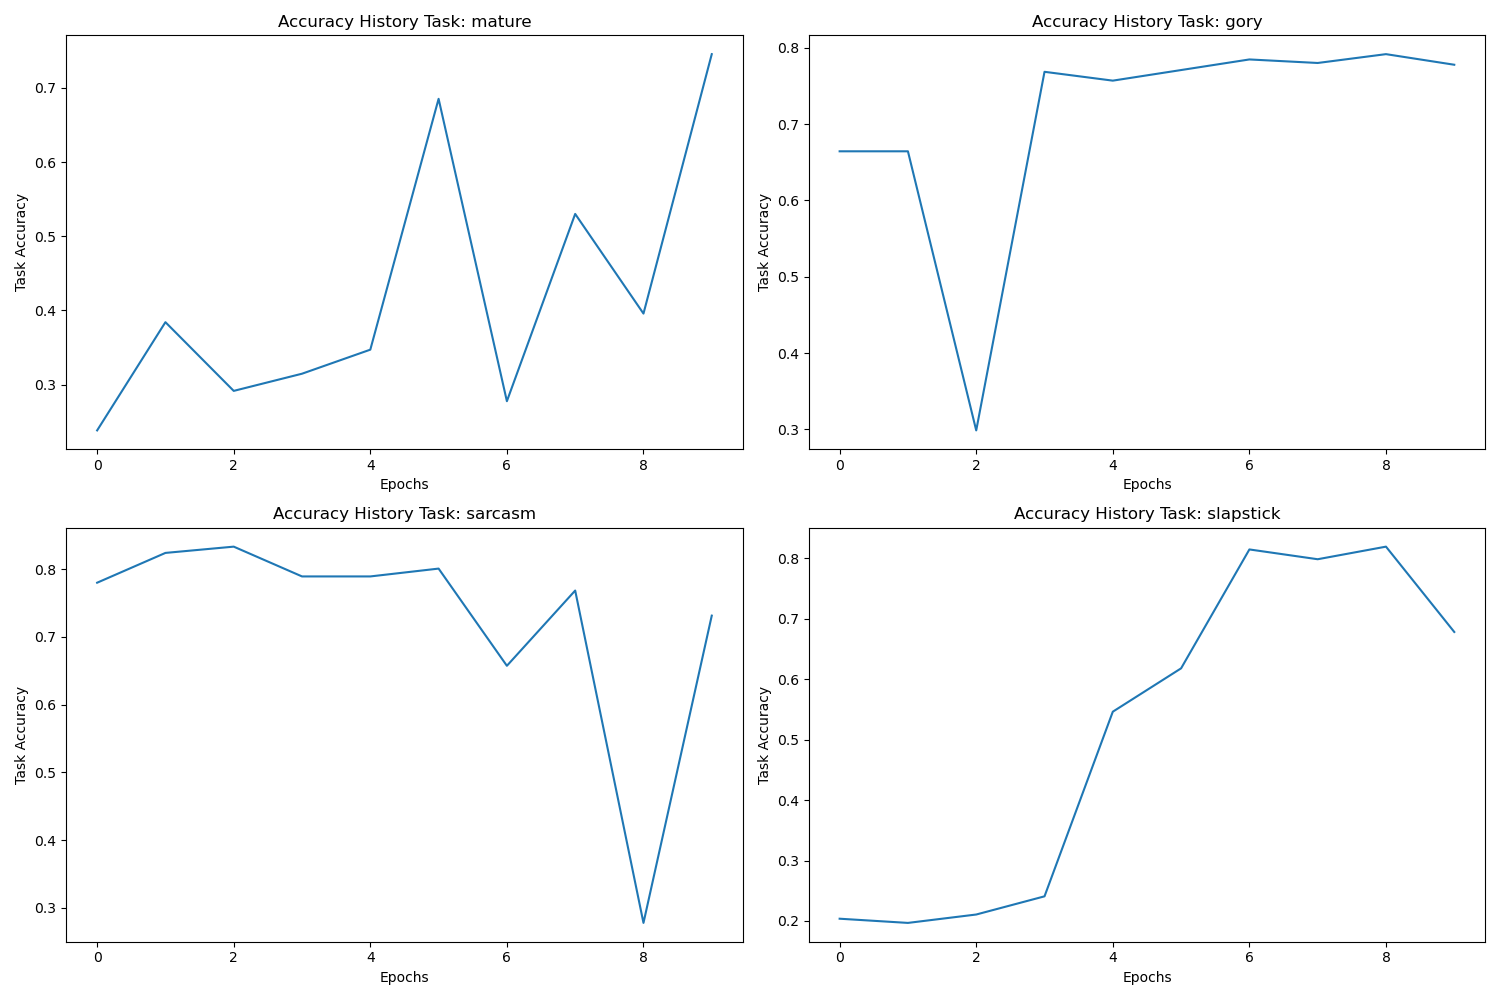 Accuracy History Task: mature
0.7
0.6
0.5
0.4
0.3
Task Accuracy
0 2 4 6 8
Epochs
Accuracy History Task: gory
0.8
0.7
0.6
0.5
0.4
0.3
Task Accuracy
0 2 4 6 8
Epochs
Accuracy History Task: sarcasm
0.8
0.7
0.6
0.5
0.4
0.3
Task Accuracy
0 2 4 6 8
Epochs
Accuracy History Task: slapstick
0.8
0.7
0.6
0.5
0.4
0.3
0.2
Task Accuracy
0 2 4 6 8
Epochs